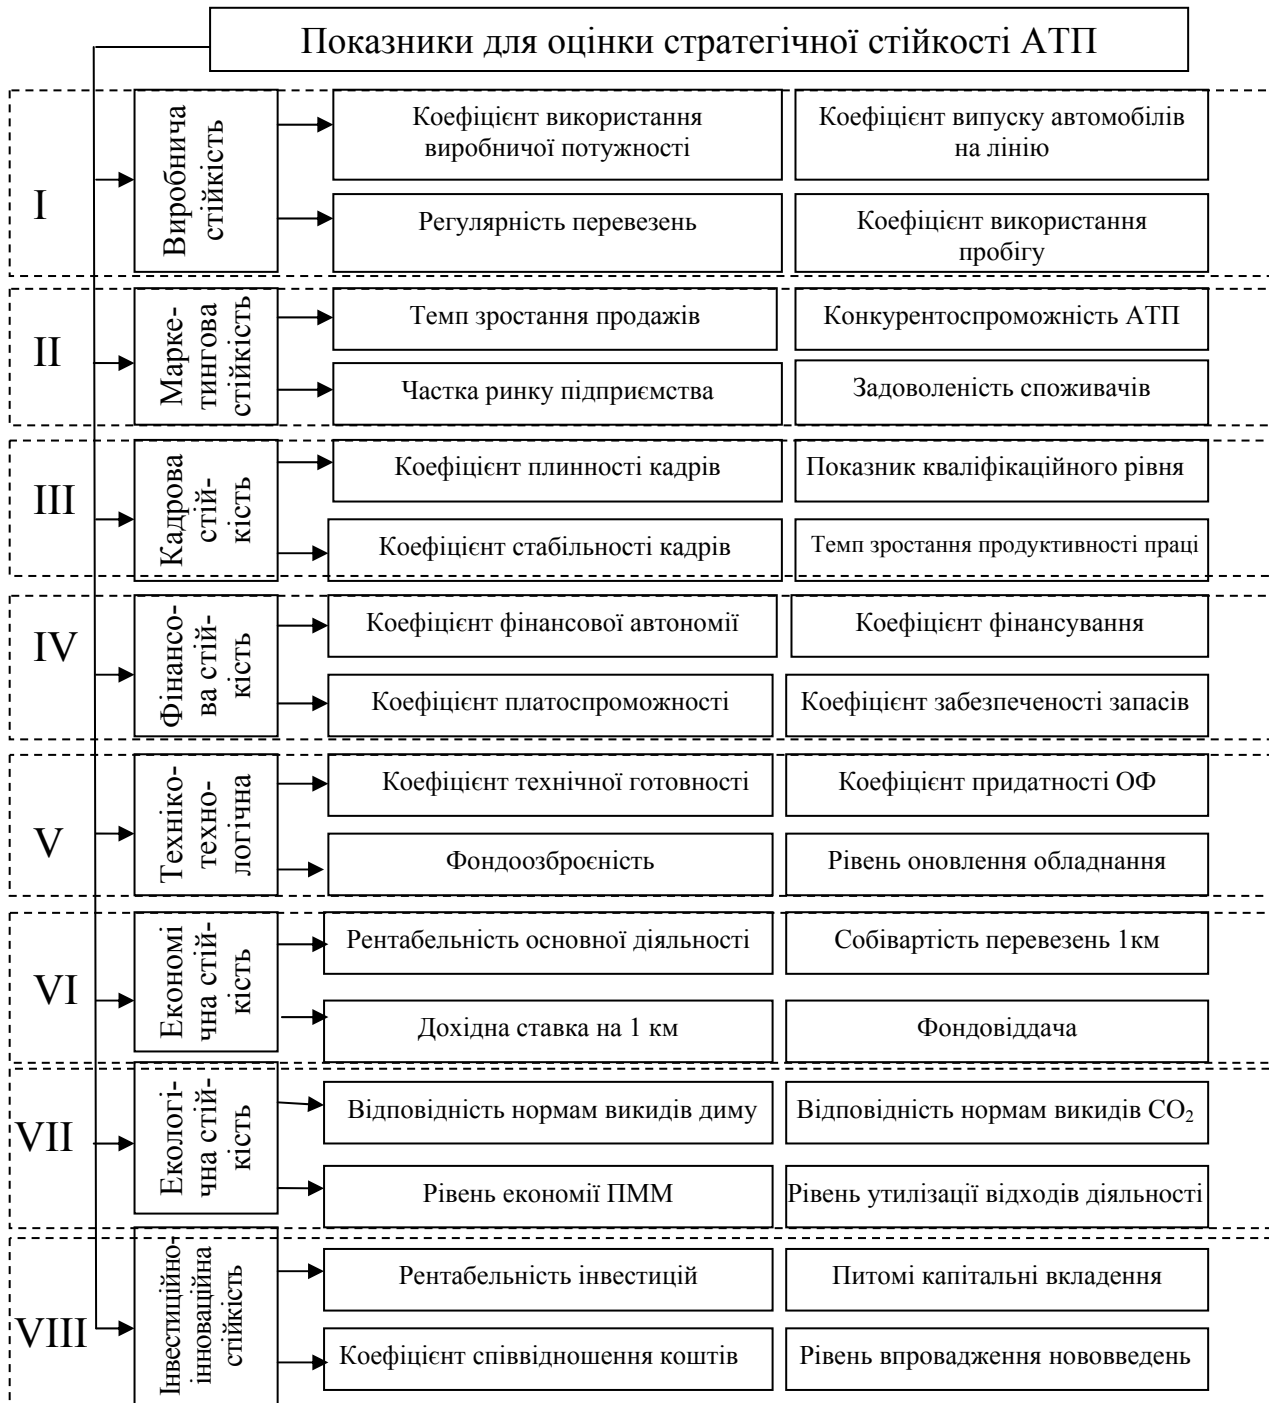 Показники для оцінки стратегічної стійкості АТП
I
Виробнича
стійкість
Коефіцієнт використання
виробничої потужності
Коефіцієнт випуску автомобілів
на лінію
Регулярність перевезень
Коефіцієнт використання
пробігу
II
Марке-
тингова
стійкість
Темп зростання продажів
Конкурентоспроможність АТП
Частка ринку підприємства
Задоволеність споживачів
III
Кадрова
стій-
кість
Коефіцієнт плинності кадрів
Показник кваліфікаційного рівня
Коефіцієнт стабільності кадрів
Темп зростання продуктивності праці
IV
Фінансо-
ва стій-
кість
Коефіцієнт фінансової автономії
Коефіцієнт фінансування
Коефіцієнт платоспроможності
Коефіцієнт забезпеченості запасів
V
Техніко-
техно-
логічна
Коефіцієнт технічної готовності
Коефіцієнт придатності ОФ
Фондоозброєність
Рівень оновлення обладнання
VI
Економі
чна стій-
кість
Рентабельність основної діяльності
Собівартість перевезень 1км
Дохідна ставка на 1 км
Фондовіддача
VII
Екологі-
чна стій-
кість
Відповідність нормам викидів диму
Відповідність нормам викидів СО₂
Рівень економії ПММ
Рівень утилізації відходів діяльності
VIII
Інвестиційно-
інноваційна
стійкість
Рентабельність інвестицій
Питомі капітальні вкладення
Коефіцієнт співвідношення коштів
Рівень впровадження нововведень